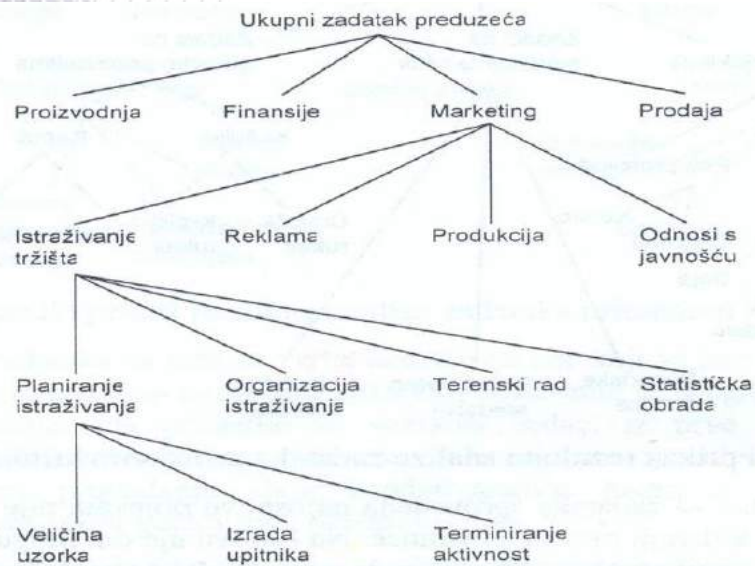 Ukupni zadatak preduzeća
Proizvodnja Finansije Marketing Prodaja
Istraživanje Reklama Produkcija Odnosi s
tržišta javnošću
Planiranje Organizacija Terenski rad Statistička
istraživanja istraživanja obrada
Veličina Izrada Terminiranje
uzorka upitnika aktivnost